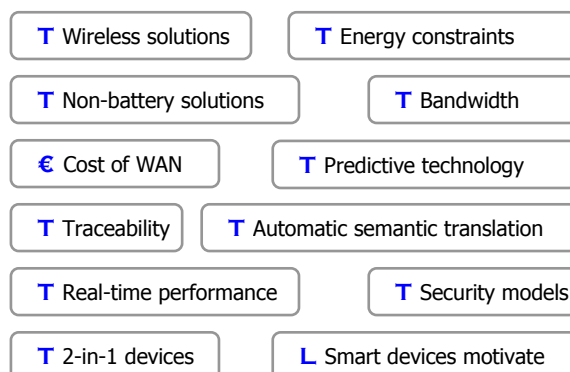 T Wireless solutions
T Energy constraints
T Non-battery solutions
T Bandwidth
€ Cost of WAN
T Predictive technology
T Traceability
T Automatic semantic translation
T Real-time performance
T Security models
T 2-in-1 devices
L Smart devices motivate